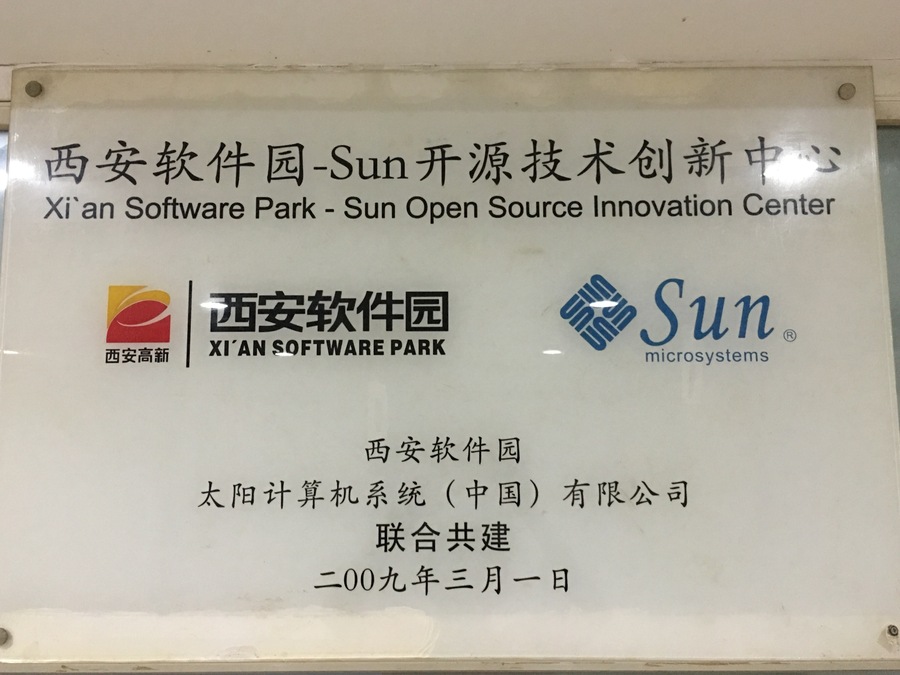 西安软件园-Sun开源技术创新中心
Xi`an Software Park - Sun Open Source Innovation Center
西安高新
西安软件园
XI'AN SOFTWARE PARK
Sun
microsystems
®
西安软件园
太阳计算机系统（中国）有限公司
联合共建
二00九年三月一日